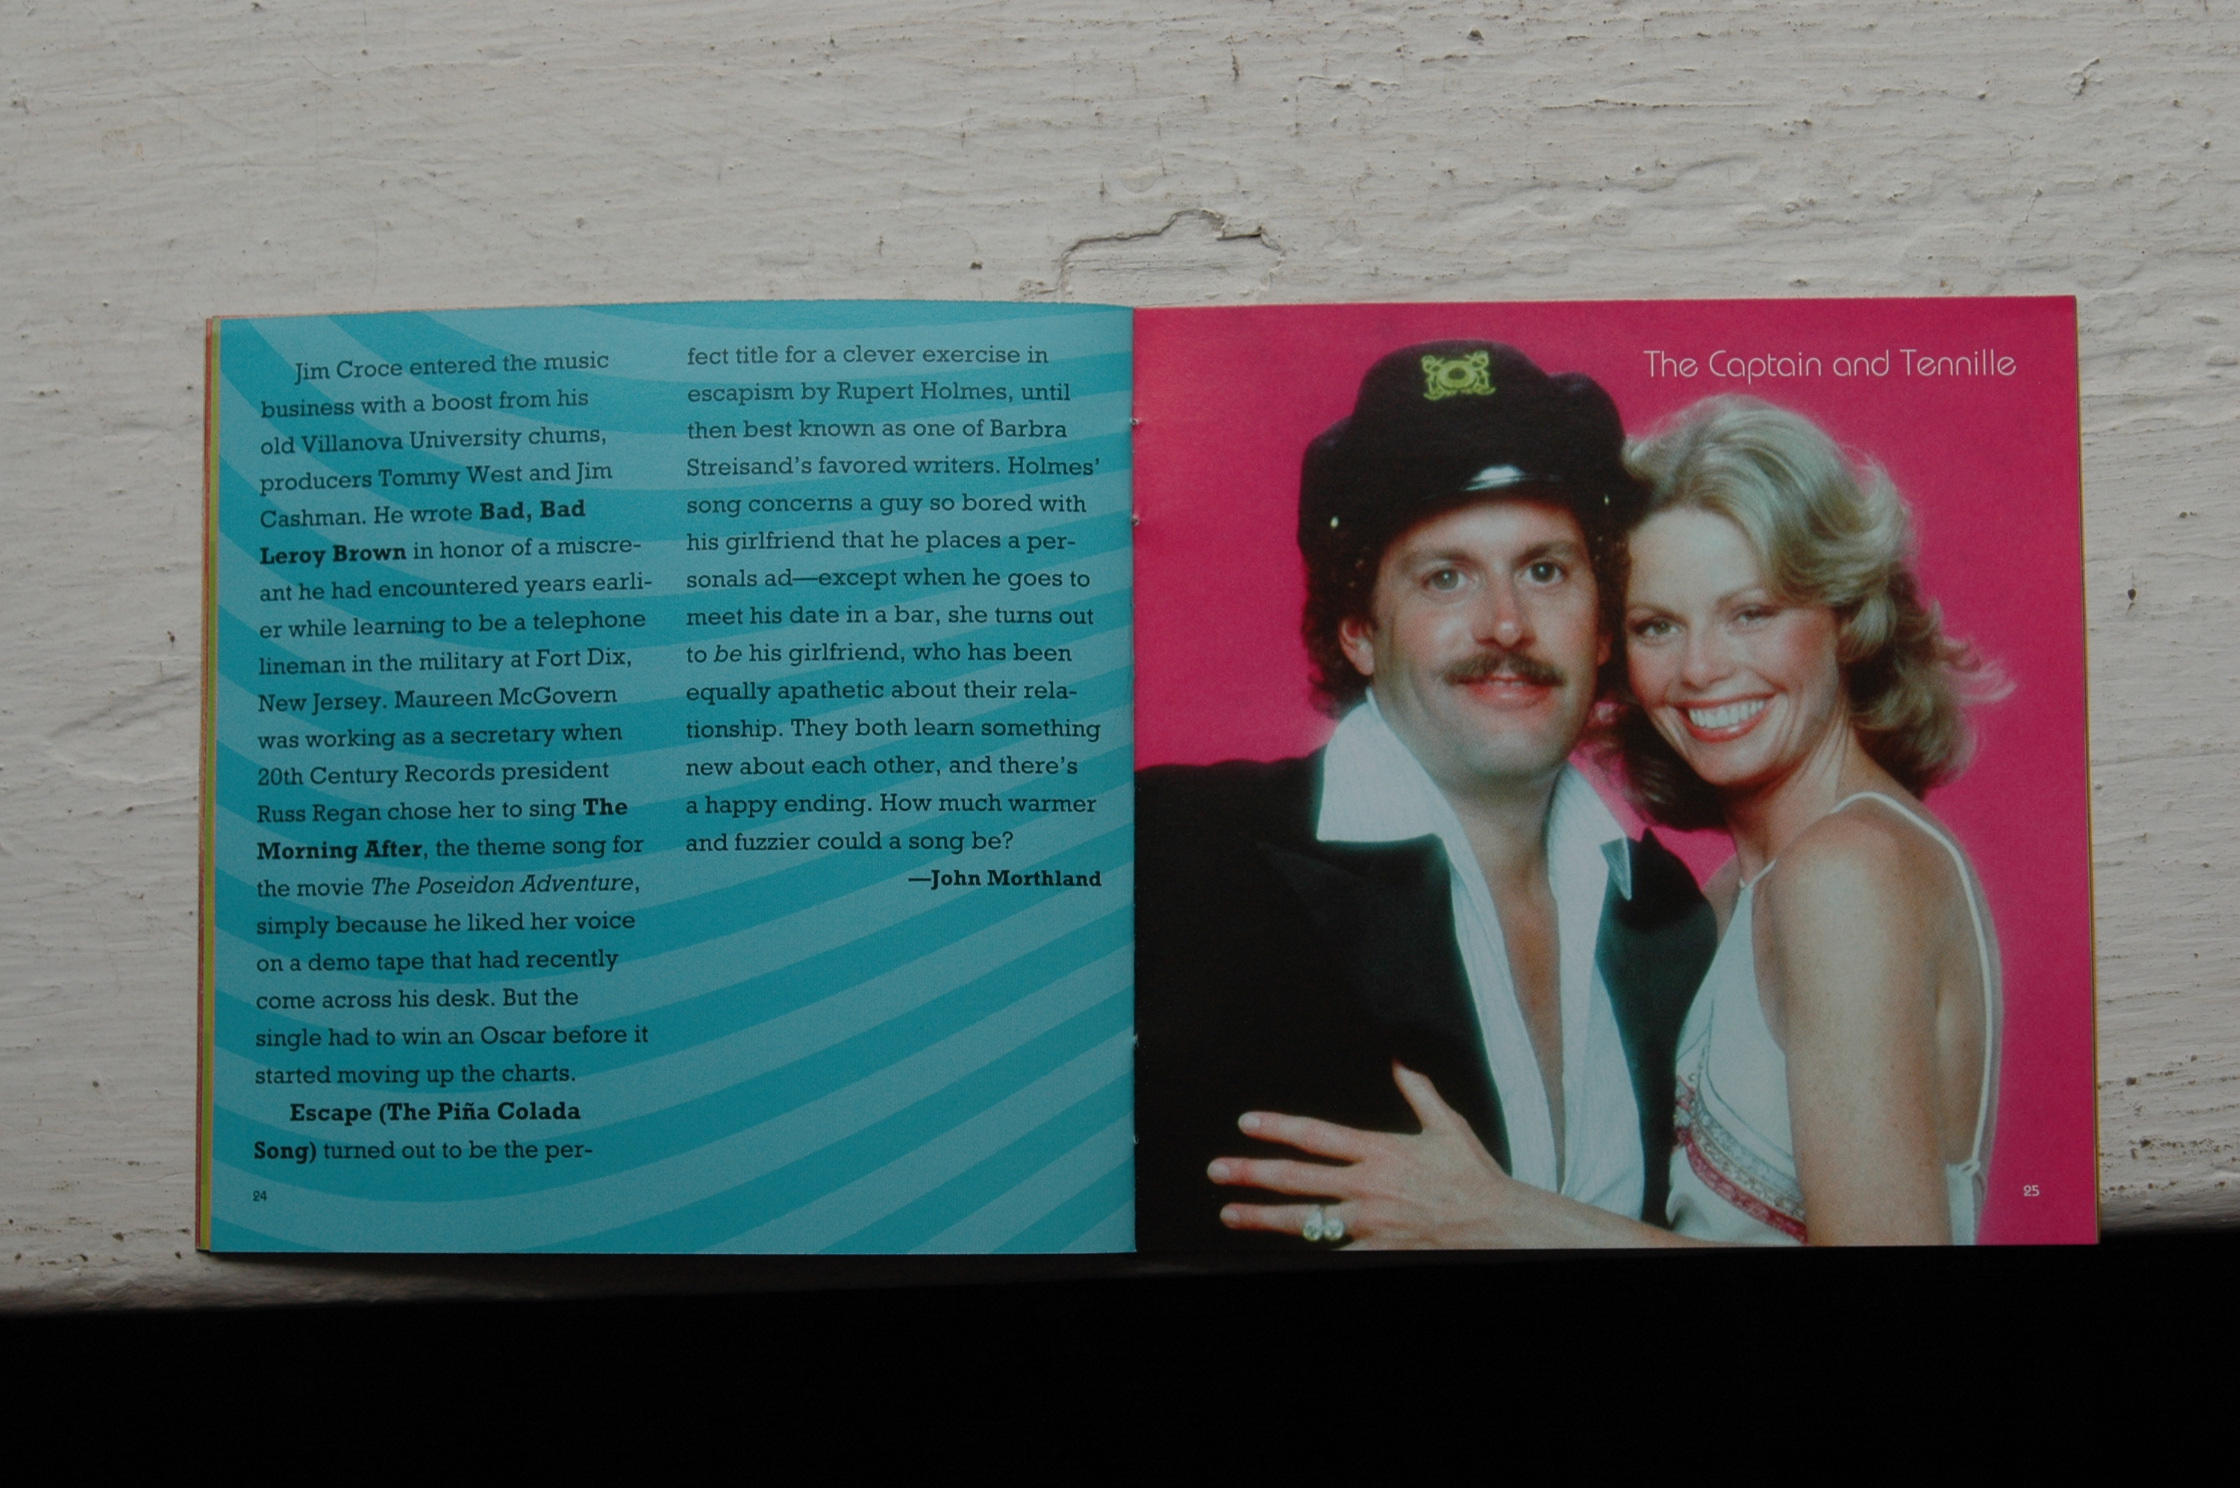 Jim Croce entered the music
business with a boost from his
old Villanova University chums,
producers Tommy West and Jim
Cashman. He wrote Bad, Bad
Leroy Brown in honor of a miscre-
ant he had encountered years earli-
er while learning to be a telephone
lineman in the military at Fort Dix,
New Jersey. Maureen McGovern
was working as a secretary when
20th Century Records president
Russ Regan chose her to sing The
Morning After, the theme song for
the movie The Poseidon Adventure,
simply because he liked her voice
on a demo tape that had recently
come across his desk. But the
single had to win an Oscar before it
started moving up the charts.
Escape (The Piña Colada
Song) turned out to be the per-
24
fect title for a clever exercise in
escapism by Rupert Holmes, until
then best known as one of Barbra
Streisand's favored writers. Holmes'
song concerns a guy so bored with
his girlfriend that he places a per-
sonals ad—except when he goes to
meet his date in a bar, she turns out
to be his girlfriend, who has been
equally apathetic about their rela-
tionship. They both learn something
new about each other, and there's
a happy ending. How much warmer
and fuzzier could a song be?
—John Morthland
The Captain and Tennille
25